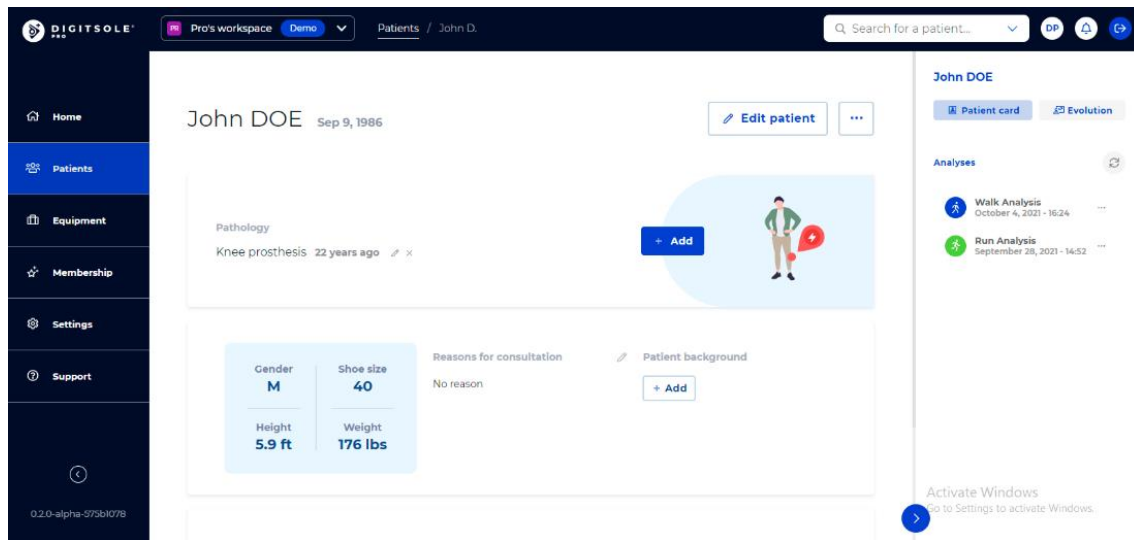 DIGITSOLE®
PRO
PR Pro's workspace Demo
Patients / John D.
Search for a patient...
DP
Home
Patients
Equipment
Membership
Settings
Support
0.2.0-alpha-575b1078
John DOE Sep 9, 1986
Edit patient
...
Pathology
Knee prosthesis 22 years ago
+ Add
Gender
M
Shoe size
40
Height
5.9 ft
Weight
176 lbs
Reasons for consultation
No reason
Patient background
+ Add
John DOE
Patient card
Evolution
Analyses
Walk Analysis
October 4, 2021 - 16:24
...
Run Analysis
September 28, 2021 - 14:52
...
Activate Windows
Go to Settings to activate Windows.